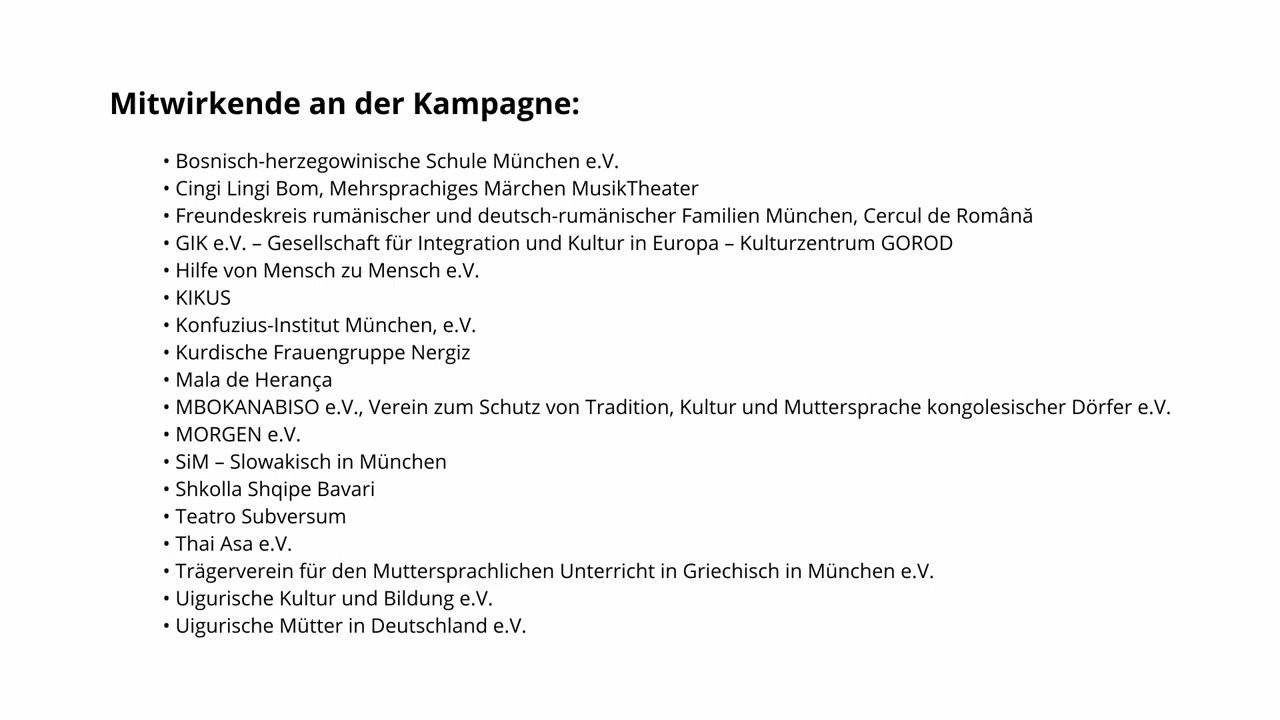 Mitwirkende an der Kampagne:
• Bosnisch-herzegowinische Schule München e.V.
• Cingi Lingi Bom, Mehrsprachiges Märchen MusikTheater
• Freundeskreis rumänischer und deutsch-rumänischer Familien München, Cercul de Română
• GIK e.V. – Gesellschaft für Integration und Kultur in Europa – Kulturzentrum GOROD
• Hilfe von Mensch zu Mensch e.V.
• KIKUS
• Konfuzius-Institut München, e.V.
• Kurdische Frauengruppe Nergiz
• Mala de Herança
• MBOKANABISO e.V., Verein zum Schutz von Tradition, Kultur und Muttersprache kongolesischer Dörfer e.V.
• MORGEN e.V.
• SiM – Slowakisch in München
• Shkolla Shqipe Bavari
• Teatro Subversum
• Thai Asa e.V.
• Trägerverein für den Muttersprachlichen Unterricht in Griechisch in München e.V.
• Uigurische Kultur und Bildung e.V.
• Uigurische Mütter in Deutschland e.V.